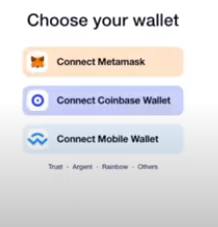 Choose your wallet
Connect Metamask
Connect Coinbase Wallet
Connect Mobile Wallet
Trust - Argent - Rainbow - Others